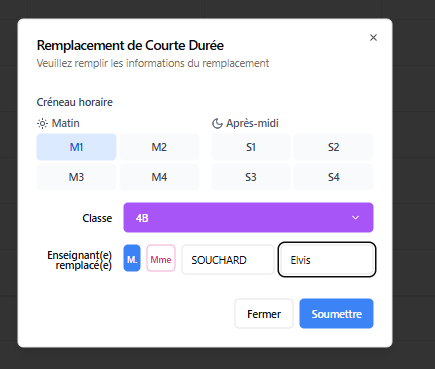 Remplacement de Courte Durée
Veuillez remplir les informations du remplacement
Créneau horaire
Matin
Après-midi
M1 M2 S1 S2
M3 M4 S3 S4
Classe 4B
Enseignant(e) remplacé(e) M. Mme SOUCHARD Elvis
Fermer Soumettre